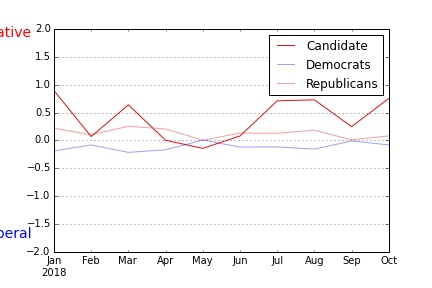 ative
2.0
Candidate
Democrats
Republicans
1.5
1.0
0.5
0.0
−0.5
−1.0
−1.5
beral
−2.0
Jan Feb Mar Apr May Jun Jul Aug Sep Oct
2018